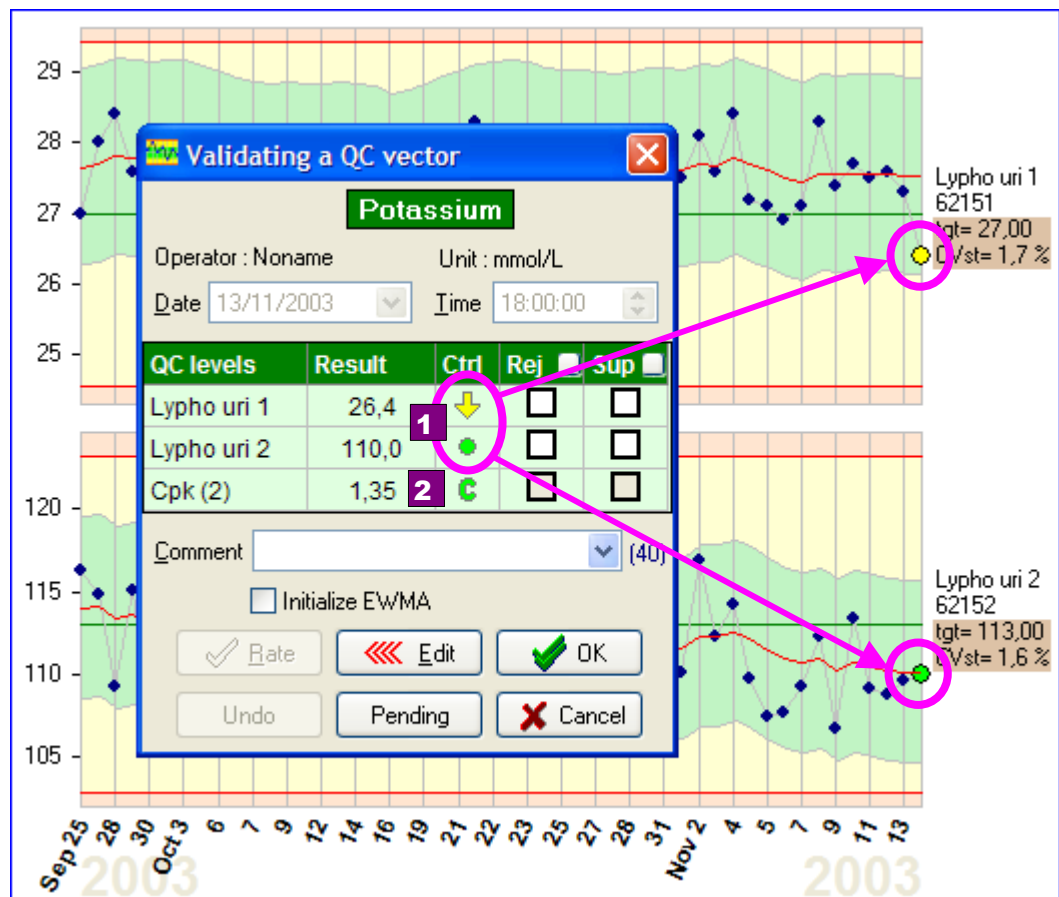 29
28
27
26
25
Validating a QC vector
Potassium
Operator : Noname
Unit : mmol/L
Date 13/11/2003
Time 18:00:00
QC levels Result Ctrl Rej Sup
Lypho uri 1 26,4
1
Lypho uri 2 110,0
Cpk (2) 1,35 2 C
Comment (40)
Initialize EWMA
Rate Edit OK
Undo Pending Cancel
Lypho uri 1
62151
tgt= 27,00
CVst= 1,7 %
120
115
110
105
Lypho uri 2
62152
tgt= 113,00
CVst= 1,6 %
Sep 25 28 30 Oct 3 6 7 9 12 14 16 19 21 22 23 25 27 28 31 Nov 2 4 5 7 9 11 13
2003 2003